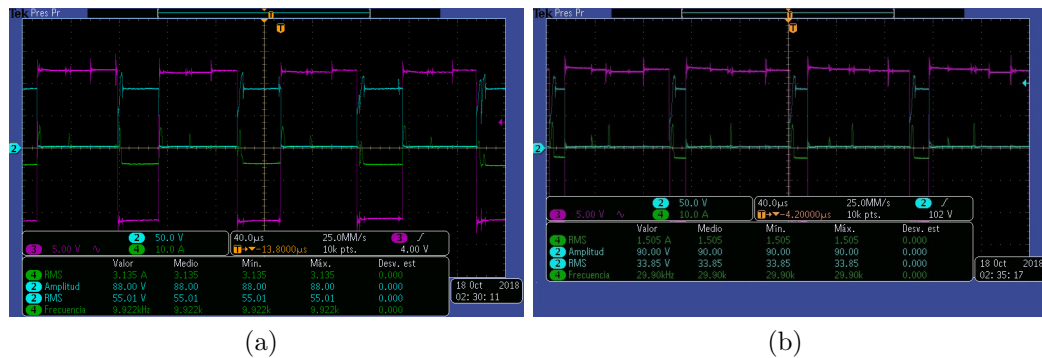 Tek Pres Pr
T
T
2
2 50.0 V
3 5.00 V 4 10.0 A
40.0µs 25.0MM/s 3
T→▼-13.8000µs 10k pts. 4.00 V
Valor Medio Mín. Máx. Desv. est
4 RMS 3.135 A 3.135 3.135 3.135 0.000
2 Amplitud 88.00 V 88.00 88.00 88.00 0.000
2 RMS 55.01 V 55.01 55.01 55.01 0.000
4 Frecuencia 9.922kHz 9.922k 9.922k 9.922k 0.000
18 Oct 2018
02:30:11
(a)
Tek Pres Pr
T
T
2
2 50.0 V
3 5.00 V 4 10.0 A
40.0µs 25.0MM/s 2
T→▼-4.20000µs 10k pts. 102 V
Valor Medio Mín. Máx. Desv. est
4 RMS 1.505 A 1.505 1.505 1.505 0.000
2 Amplitud 90.00 V 90.00 90.00 90.00 0.000
2 RMS 33.85 V 33.85 33.85 33.85 0.000
4 Frecuencia 29.90kHz 29.90k 29.90k 29.90k 0.000
18 Oct 2018
02:35:17
(b)